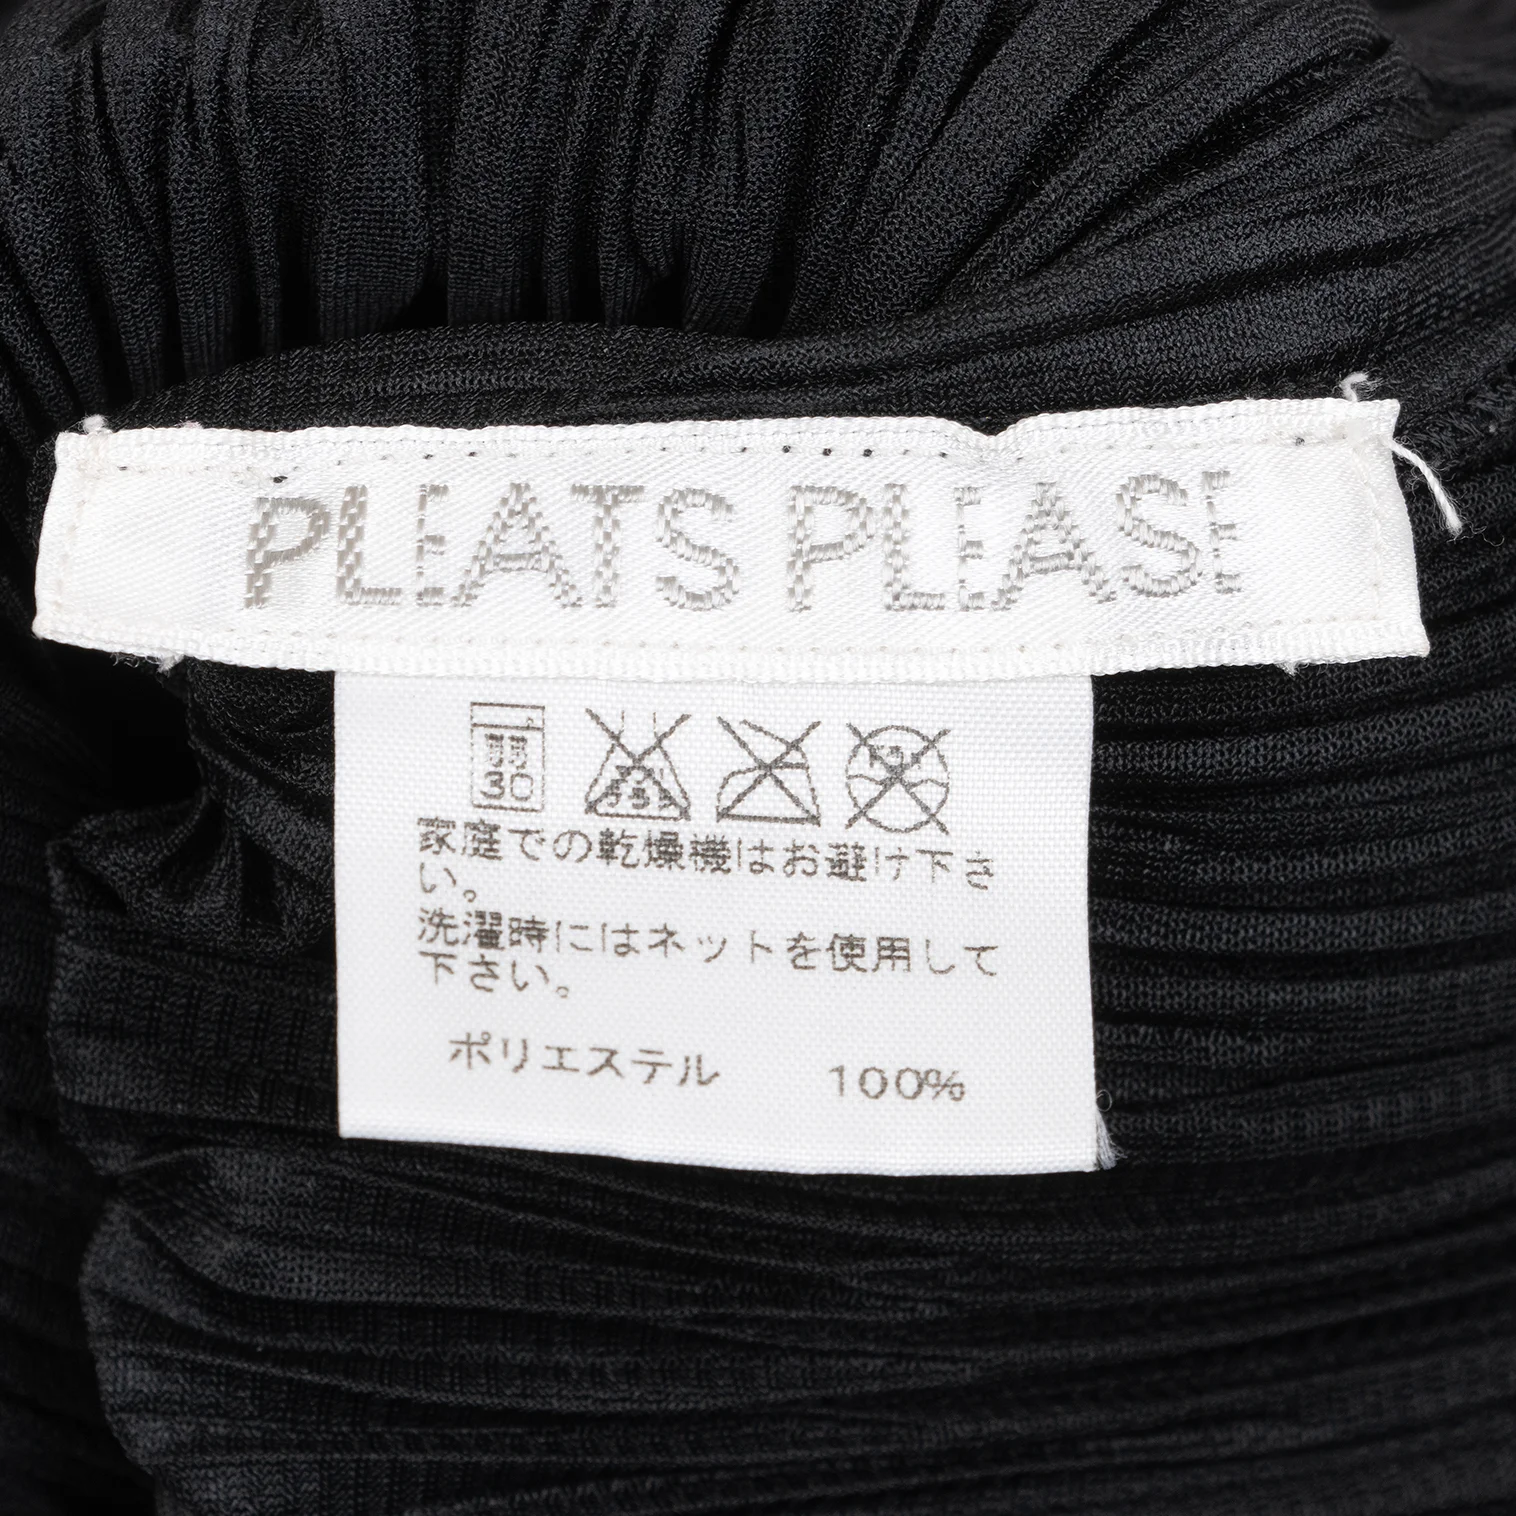 PLEATS PLEASE
30
家庭での乾燥機はお避け下さ
い。
洗濯時にはネットを使用して
下さい。
ポリエステル 100%